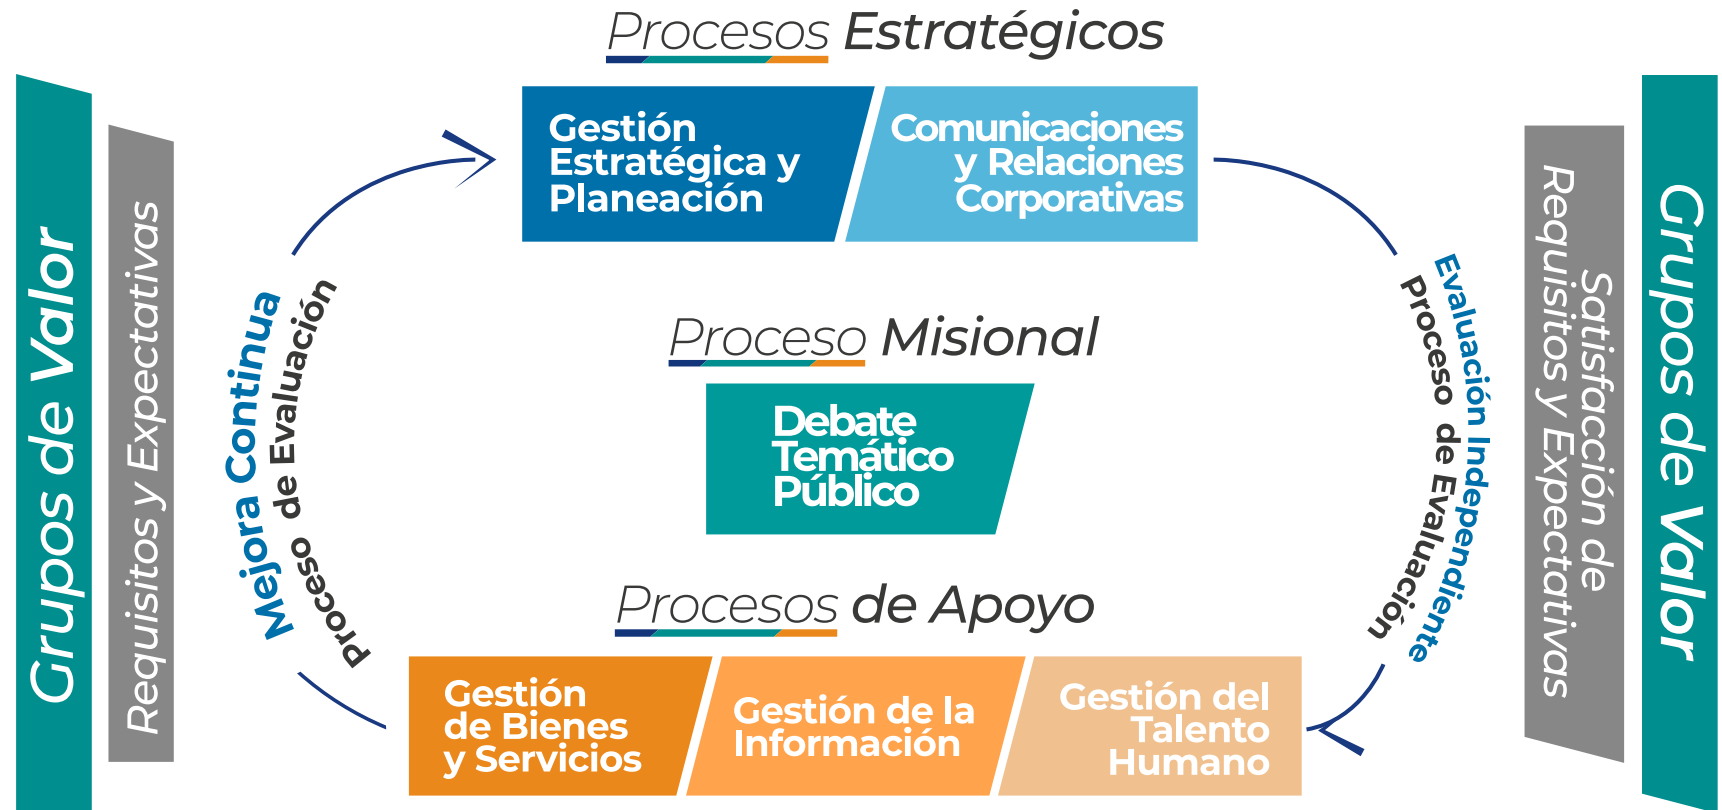 Procesos Estratégicos
Gestión
Estratégica y
Planeación
Comunicaciones
y Relaciones
Corporativas
Grupos de Valor
Requisitos y Expectativas
Mejora Continua
Proceso de Evaluación
Proceso Misional
Debate
Temático
Público
Evaluación Independiente
Proceso de Evaluación
Satisfacción de
Requisitos y Expectativas
Grupos de Valor
Procesos de Apoyo
Gestión
de Bienes
y Servicios
Gestión de la
Información
Gestión del
Talento
Humano